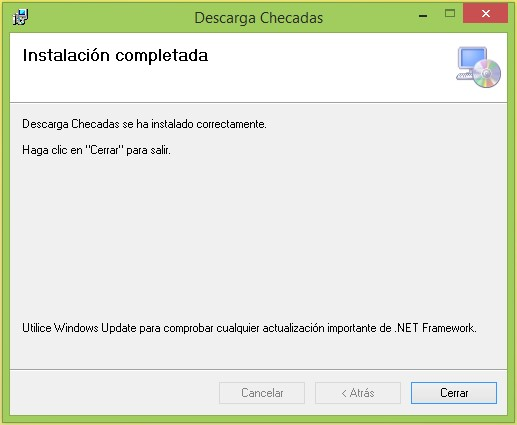 Descarga Checadas
Instalación completada
Descarga Checadas se ha instalado correctamente.
Haga clic en "Cerrar" para salir.
Utilice Windows Update para comprobar cualquier actualización importante de .NET Framework.
Cancelar
< Atrás
Cerrar